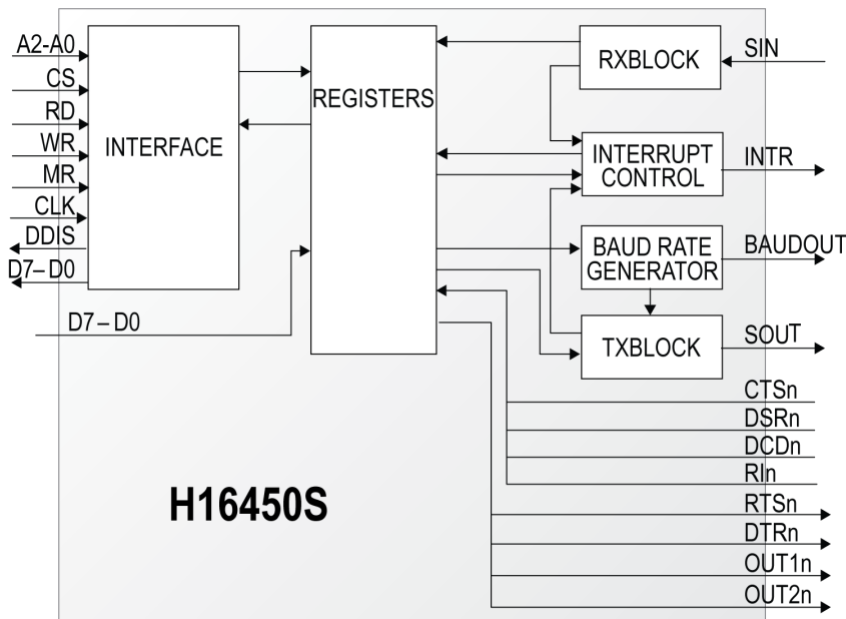 A2-A0
CS
RD
WR
MR
CLK
DDIS
D7–D0
D7–D0
INTERFACE
REGISTERS
RXBLOCK
INTERRUPT
CONTROL
BAUD RATE
GENERATOR
TXBLOCK
SIN
INTR
BAUDOUT
SOUT
CTSn
DSRn
DCDn
RIn
RTSn
DTRn
OUT1n
OUT2n
H16450S